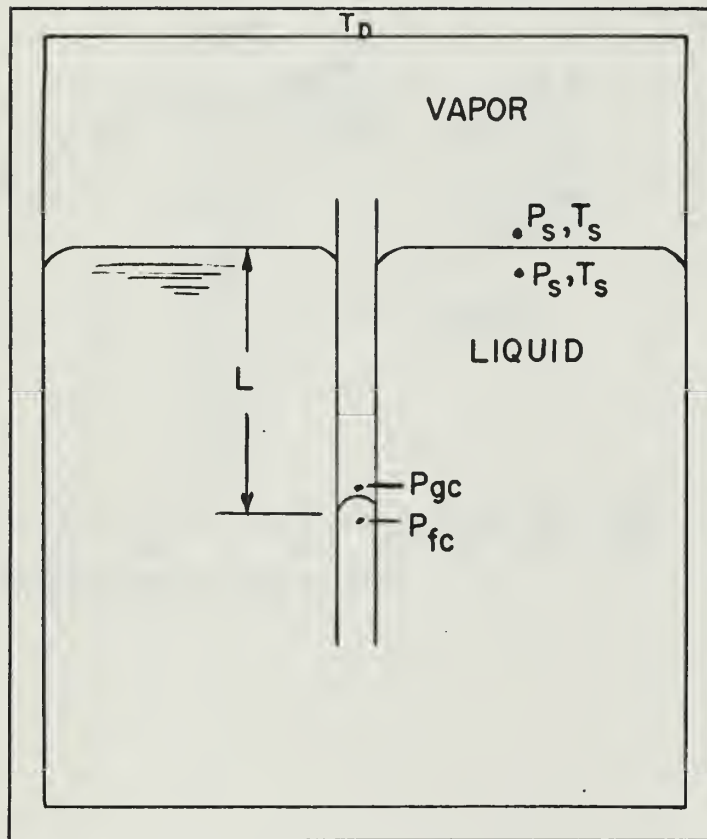 T_D
VAPOR
P_s, T_s
P_s, T_s
LIQUID
L
P_gc
P_fc